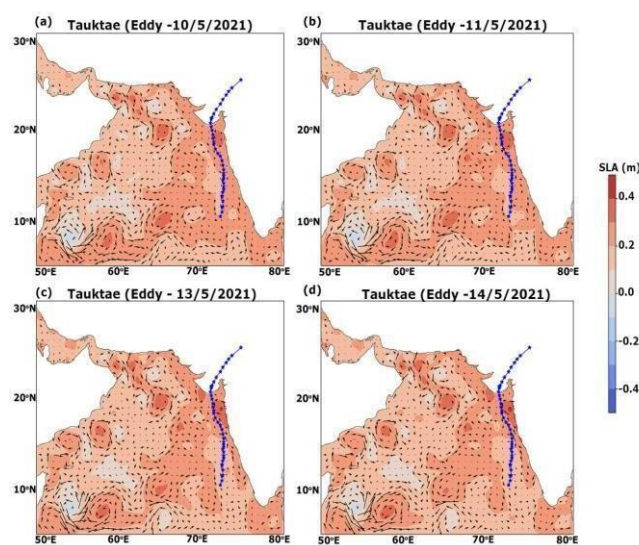 (a) Tauktae (Eddy -10/5/2021)
(b) Tauktae (Eddy -11/5/2021)
30°N
20°N
10°N
50°E 60°E 70°E 80°E
30°N
20°N
10°N
50°E 60°E 70°E 80°E
(c) Tauktae (Eddy - 13/5/2021)
(d) Tauktae (Eddy -14/5/2021)
30°N
20°N
10°N
50°E 60°E 70°E 80°E
30°N
20°N
10°N
50°E 60°E 70°E 80°E
SLA (m)
0.4
0.2
0.0
-0.2
-0.4